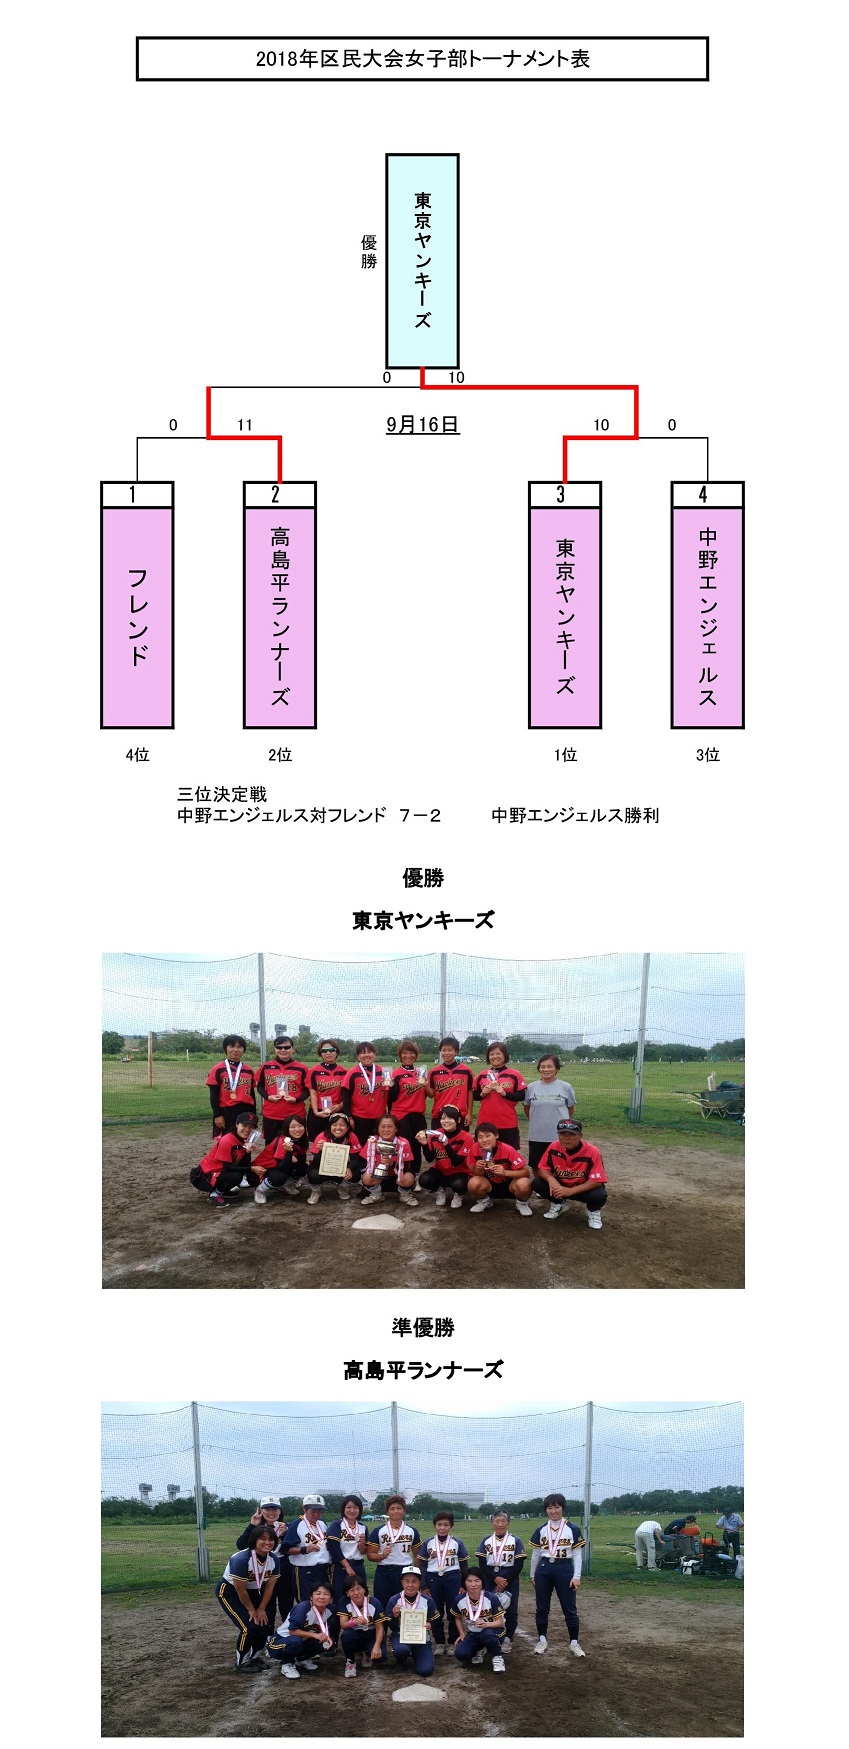 2018年区民大会女子部トーナメント表
優勝
東京ヤンキーズ
0 10
0 11 9月16日 10 0
1 2 3 4
フレンド
高島平ランナーズ
東京ヤンキーズ
中野エンジェルス
4位 2位 1位 3位
三位決定戦
中野エンジェルス対フレンド 7－2 中野エンジェルス勝利
優勝
東京ヤンキーズ
準優勝
高島平ランナーズ